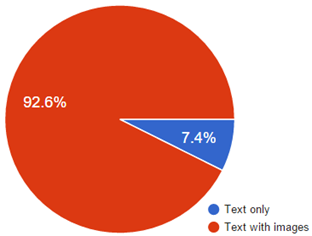 92.6%
7.4%
Text only
Text with images